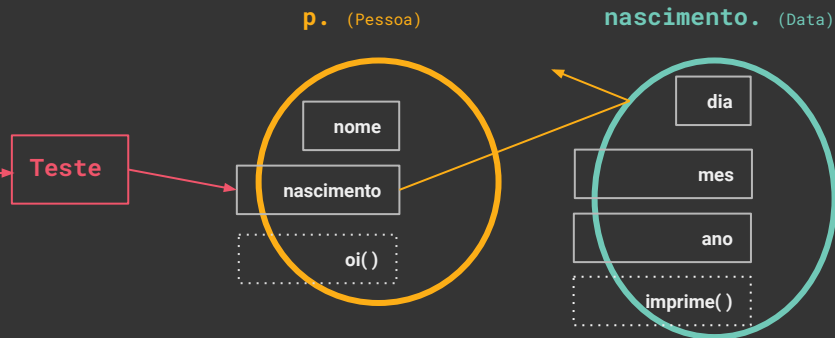 p. (Pessoa)
nascimento. (Data)
nome
dia
Teste
nascimento
mes
ano
oi()
imprime()